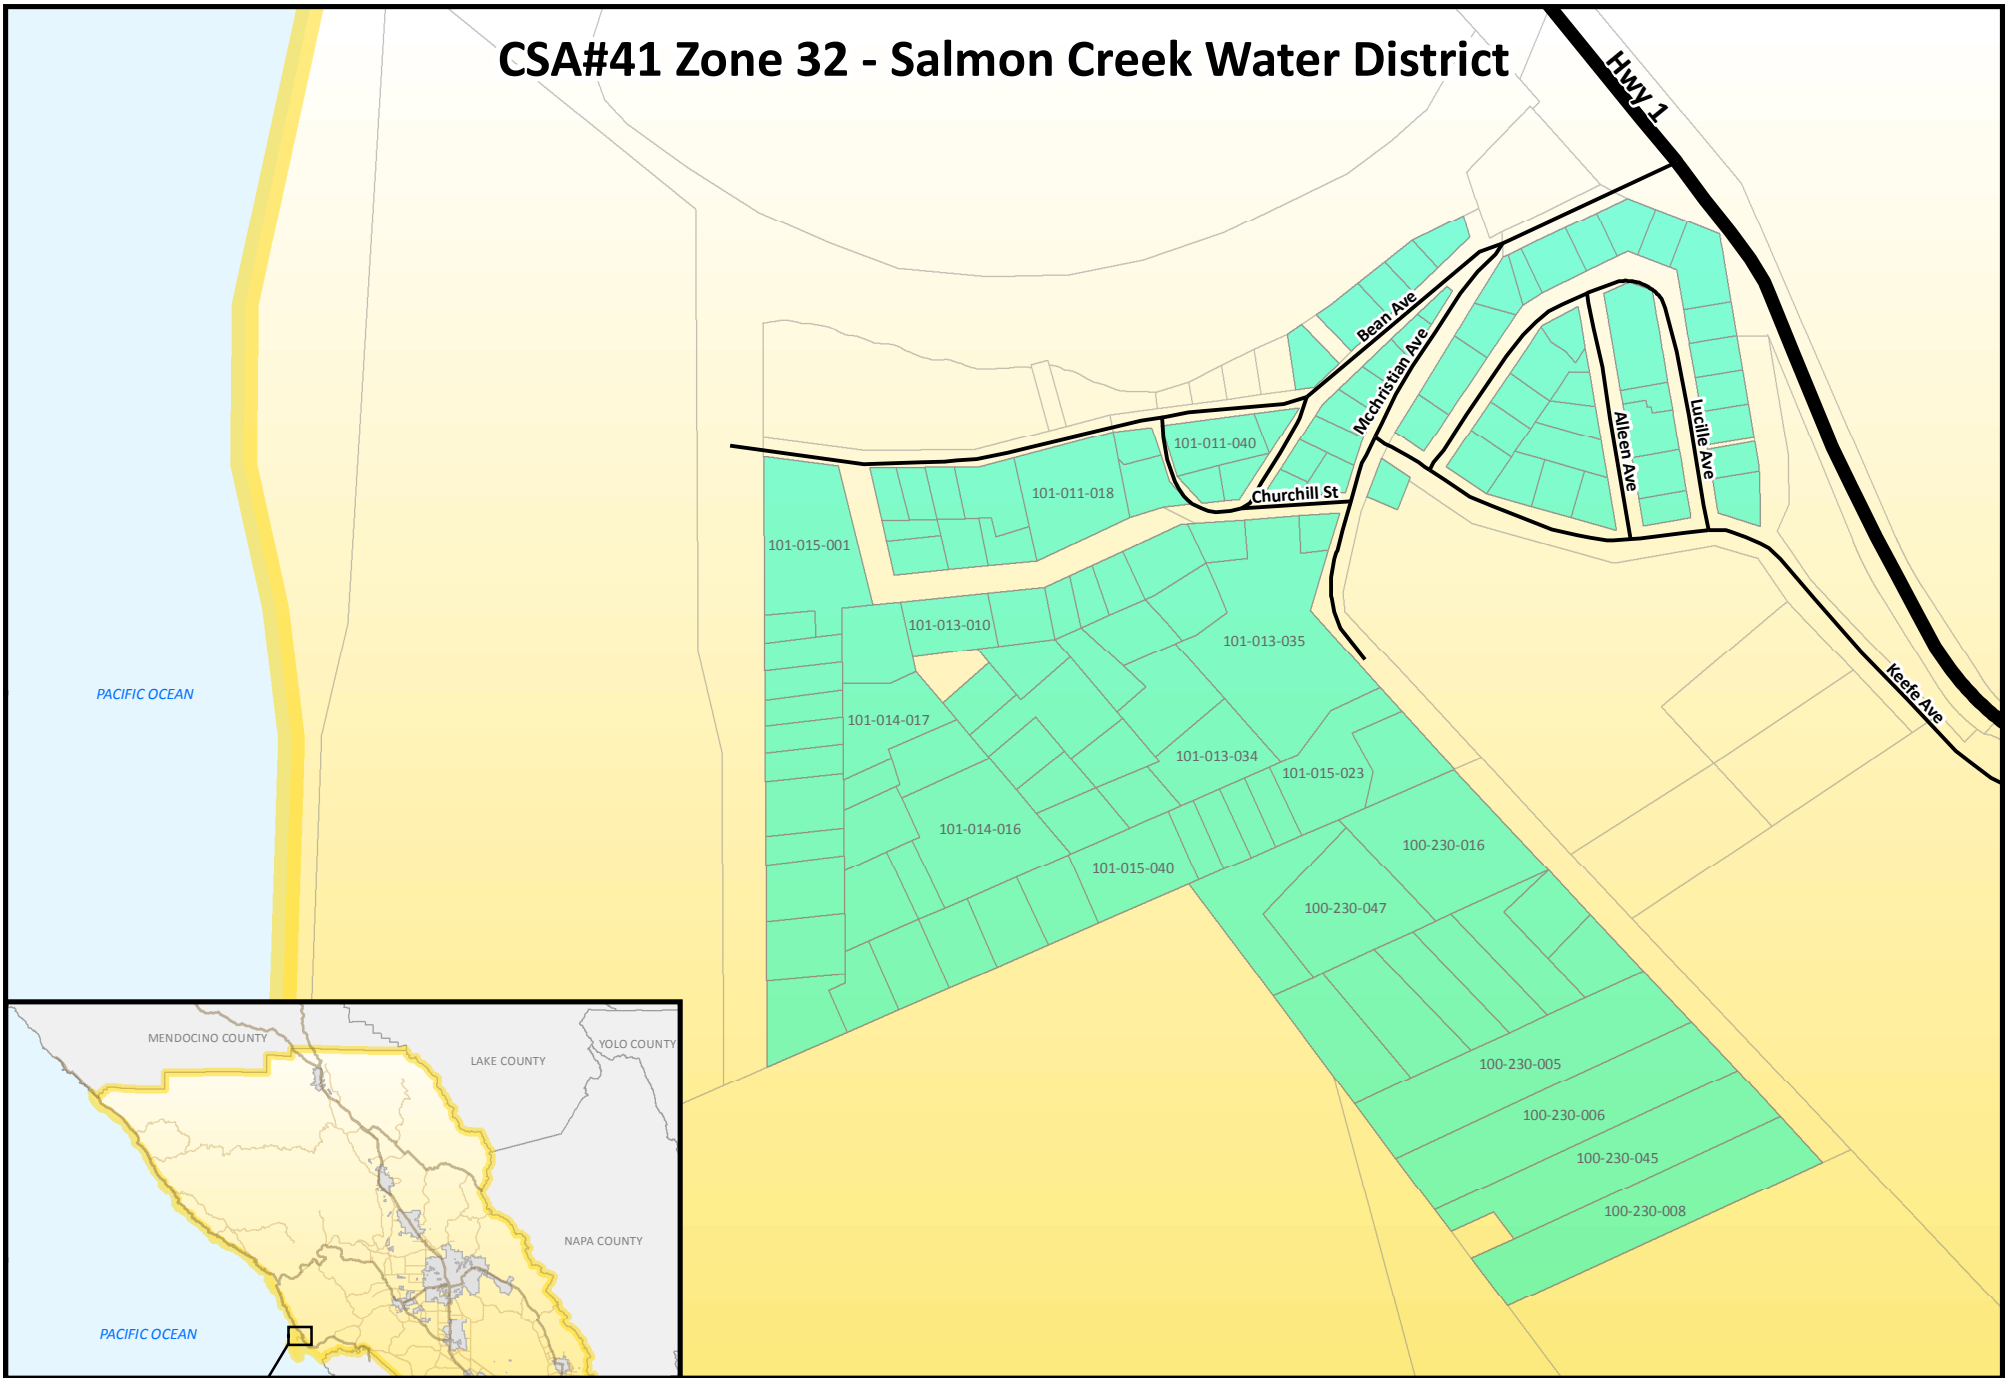 CSA#41 Zone 32 - Salmon Creek Water District
Hwy 1
Bean Ave
Mcchristian Ave
Alleen Ave
Lucille Ave
101-011-040
101-011-018
Churchill St
101-015-001
101-013-010
101-013-035
PACIFIC OCEAN
Keefe Ave
101-014-017
101-013-034
101-015-023
101-014-016
100-230-016
101-015-040
100-230-047
100-230-005
100-230-006
100-230-045
100-230-008
MENDOCINO COUNTY
LAKE COUNTY
YOLO COUNTY
NAPA COUNTY
PACIFIC OCEAN